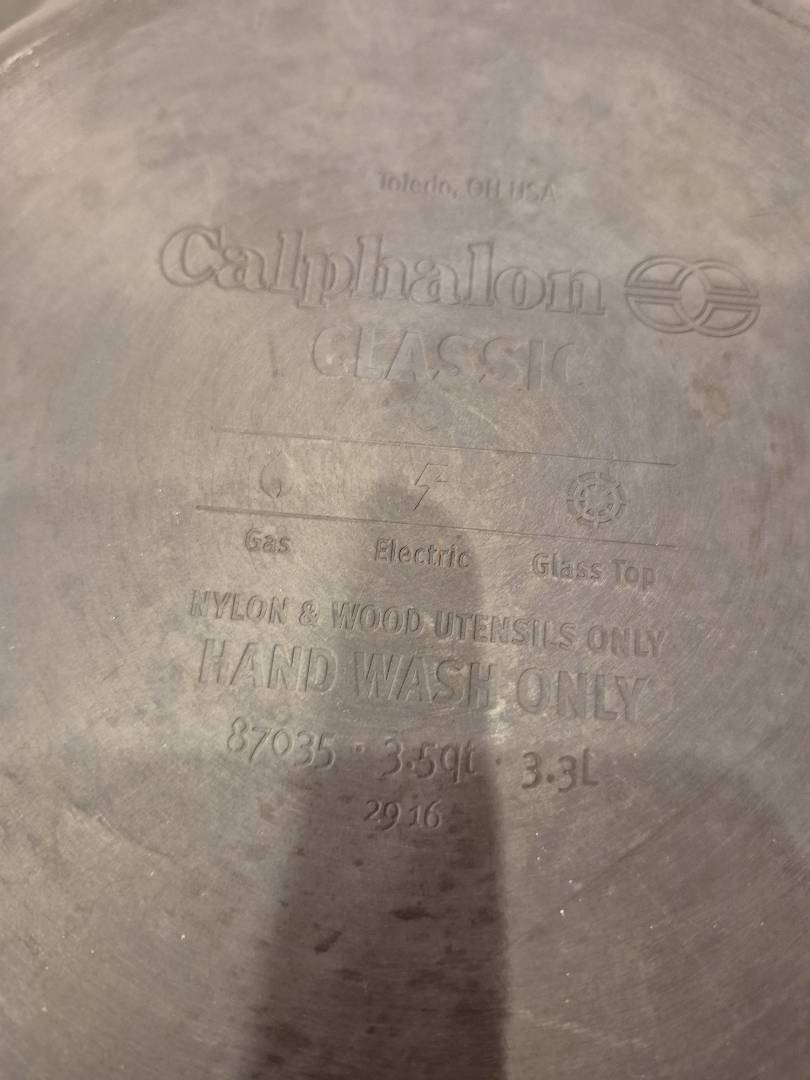 Toledo, OH USA
Calphalon
CLASSIC
Gas Electric Glass Top
NYLON & WOOD UTENSILS ONLY
HAND WASH ONLY
87035 · 3.5qt · 3.3L
2916